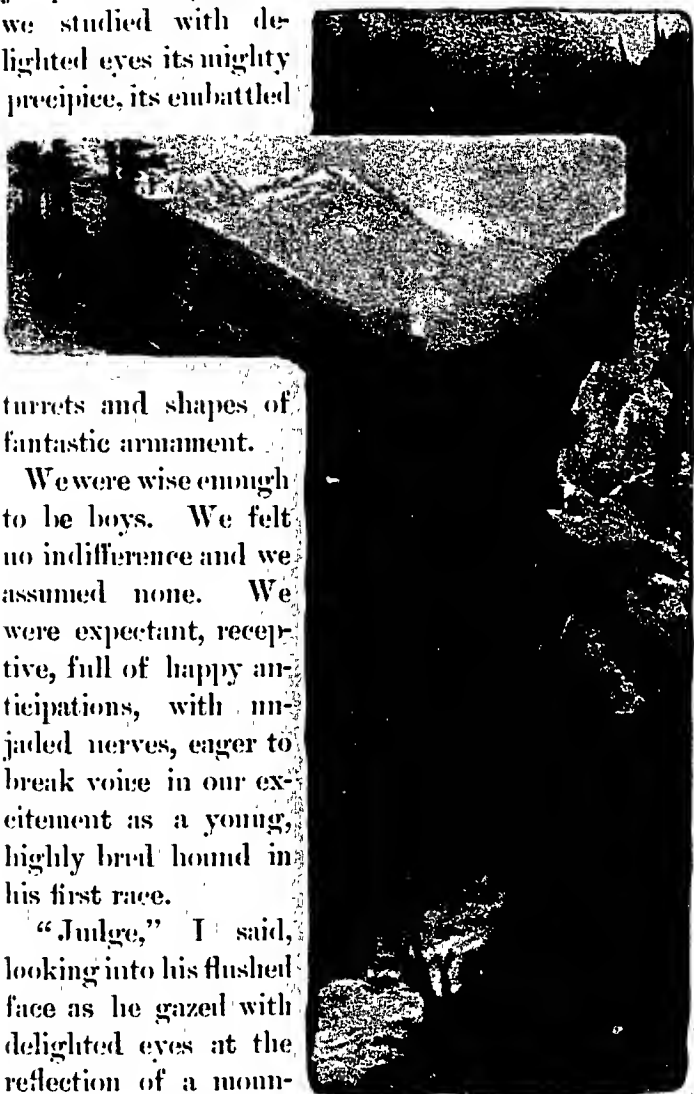 we studied with de-
lighted eyes its mighty
precipice, its embattled
turrets and shapes of
fantastic armament.
We were wise enough
to be boys. We felt
no indifference and we
assumed none. We
were expectant, recep-
tive, full of happy an-
ticipations, with un-
jaded nerves, eager to
break voice in our ex-
citement as a young,
highly bred hound in
his first race.
"Judge," I said,
looking into his flushed
face as he gazed with
delighted eyes at the
reflection of a moun-